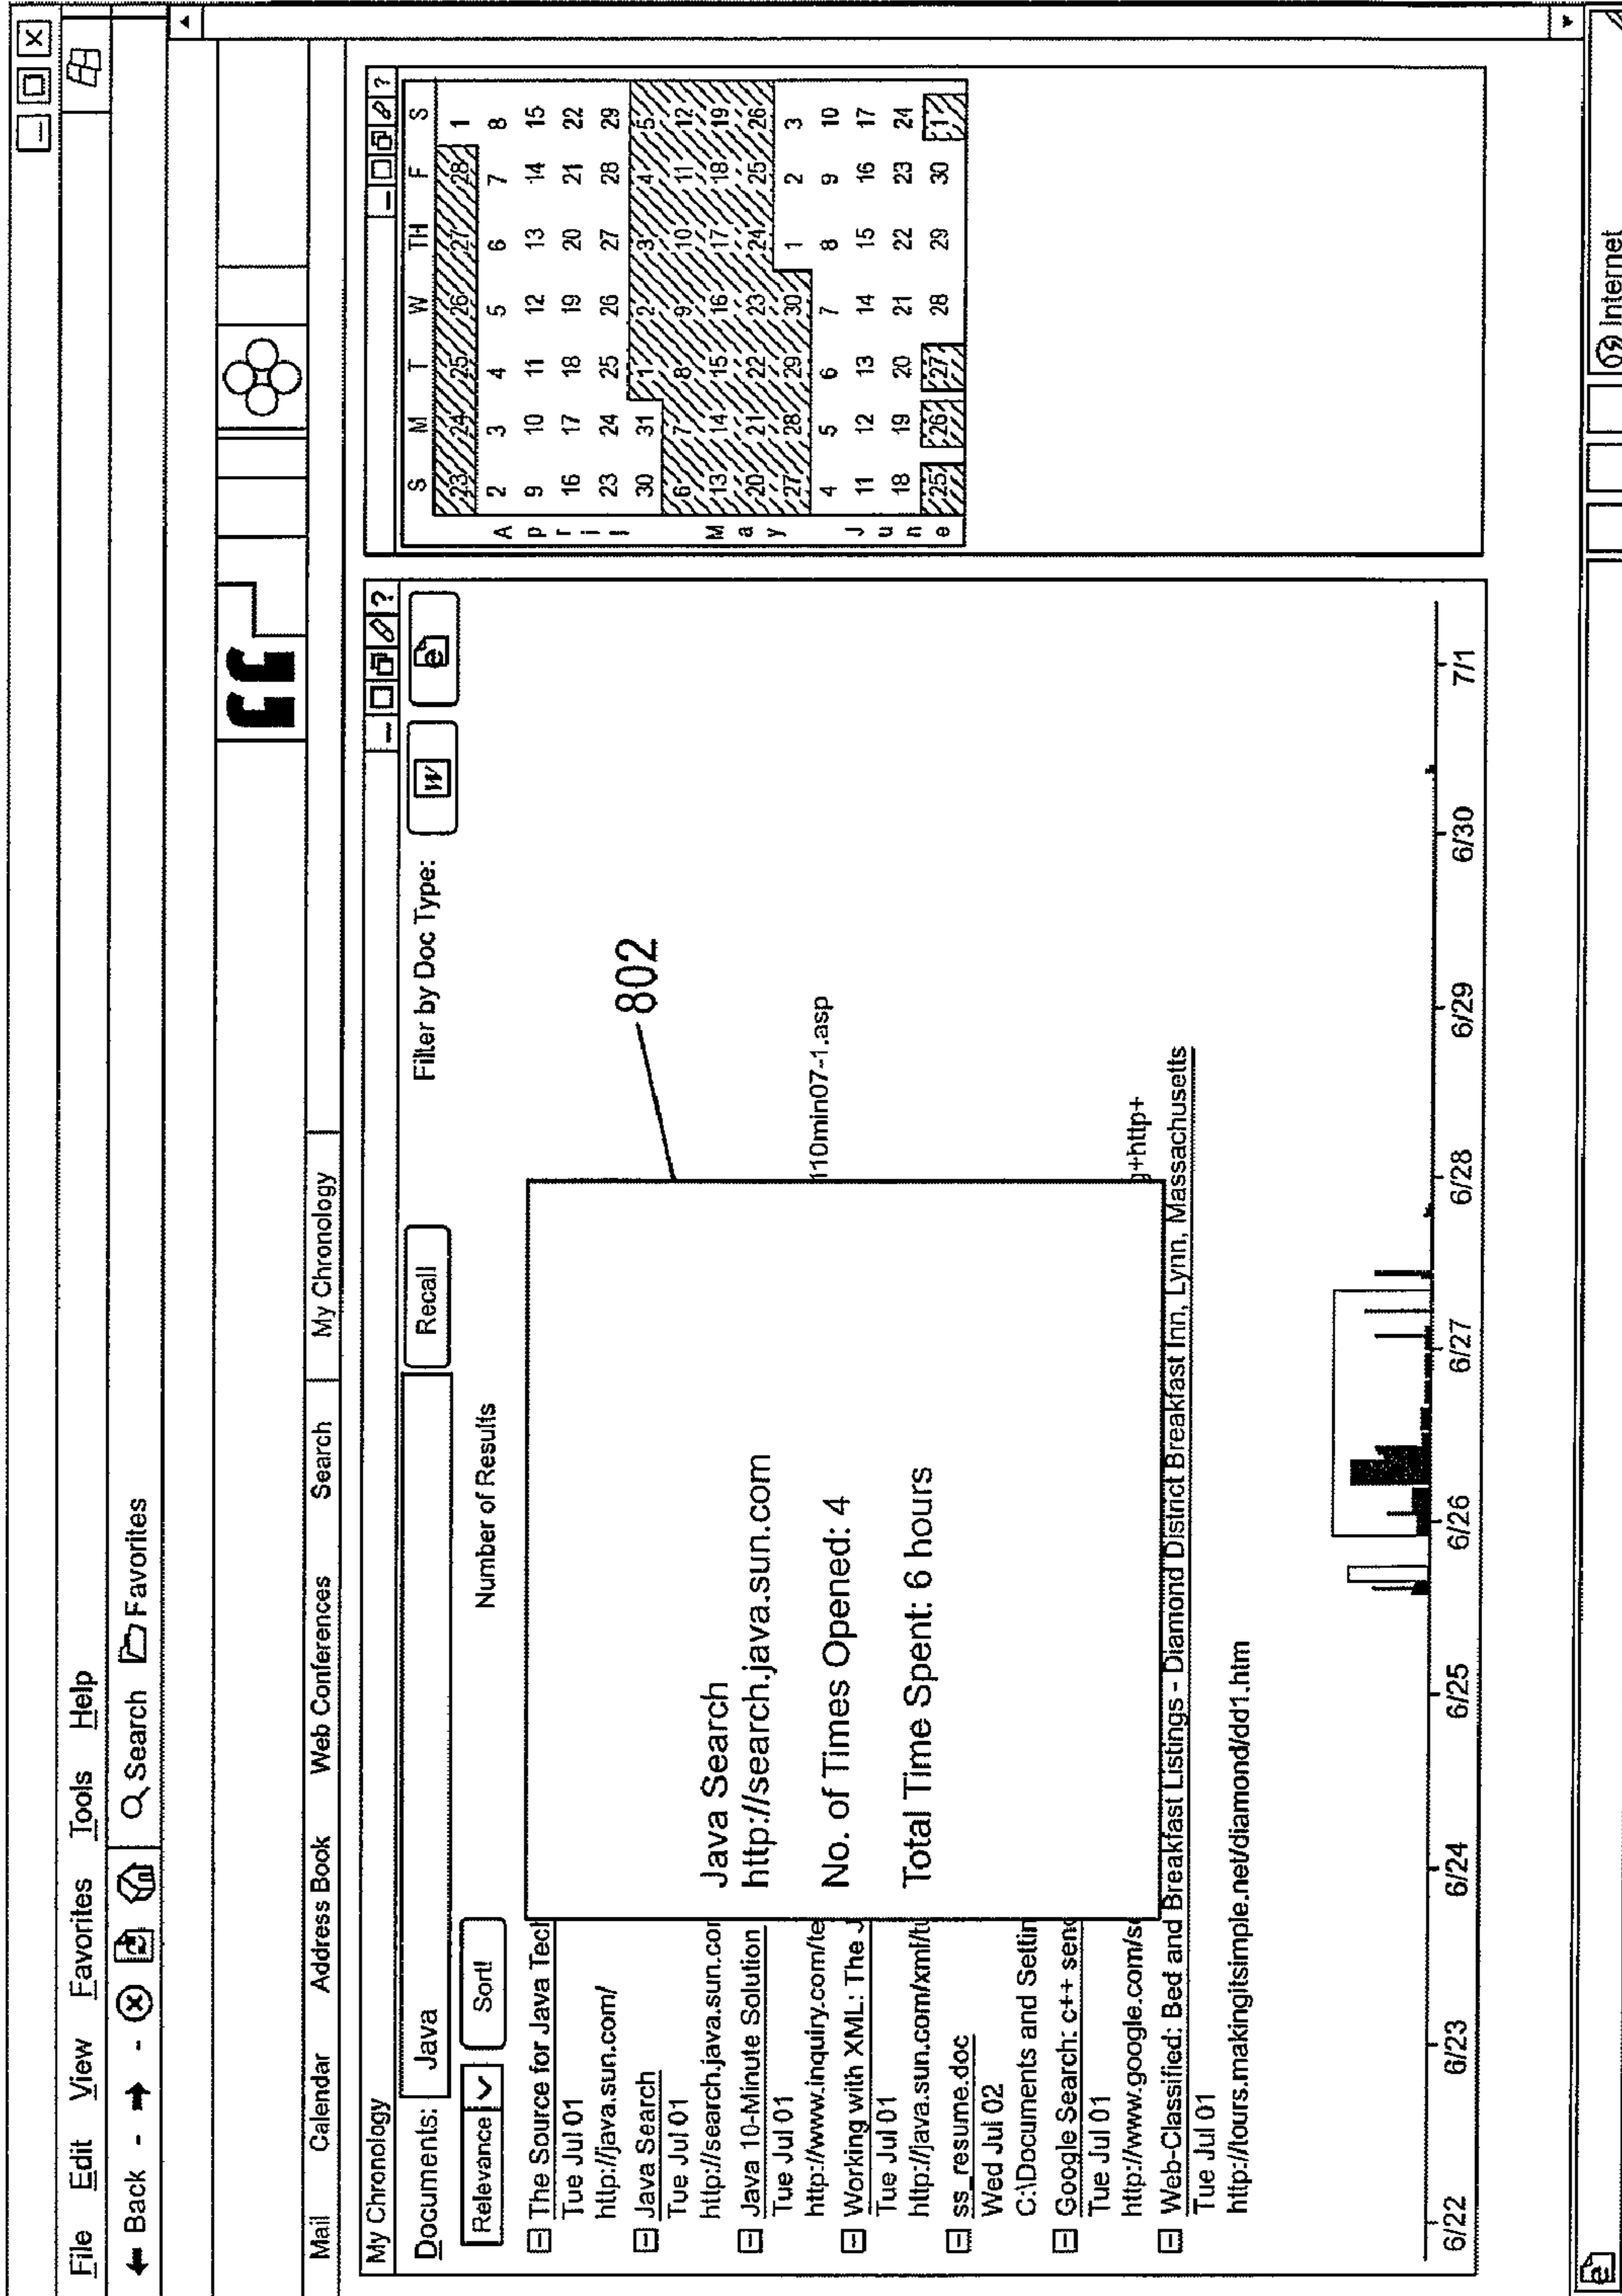 File Edit View Favorites Tools Help
Back Search Favorites
Mail Calendar Address Book Web Conferences Search My Chronology
My Chronology
Documents: Java Recall Filter by Doc Type: W e
Relevance Sort! Number of Results
The Source for Java Tech
Tue Jul 01
http://java.sun.com/
Java Search
Tue Jul 01
http://search.java.sun.com
Java 10-Minute Solution
Tue Jul 01
http://www.inquiry.com/te
110min07-1.asp
Working with XML: The J
Tue Jul 01
http://java.sun.com/xml/tu
ss_resume.doc
Wed Jul 02
C:\Documents and Settin
Google Search: c++ send
Tue Jul 01
http://www.google.com/se
g+http+
Web-Classified: Bed and Breakfast Listings - Diamond District Breakfast Inn, Lynn, Massachusetts
Tue Jul 01
http://tours.makingitsimple.net/diamond/dd1.htm
Java Search
http://search.java.sun.com
No. of Times Opened: 4
Total Time Spent: 6 hours
802
6/22 6/23 6/24 6/25 6/26 6/27 6/28 6/29 6/30 7/1
?
?
S M T W TH F S
23 24 25 26 27 28 1
2 3 4 5 6 7 8
9 10 11 12 13 14 15
16 17 18 19 20 21 22
23 24 25 26 27 28 29
30 31 1 2 3 4 5
6 7 8 9 10 11 12
13 14 15 16 17 18 19
20 21 22 23 24 25 26
27 28 29 30 1 2 3
4 5 6 7 8 9 10
11 12 13 14 15 16 17
18 19 20 21 22 23 24
25 26 27 28 29 30 1
April
May
June
Internet